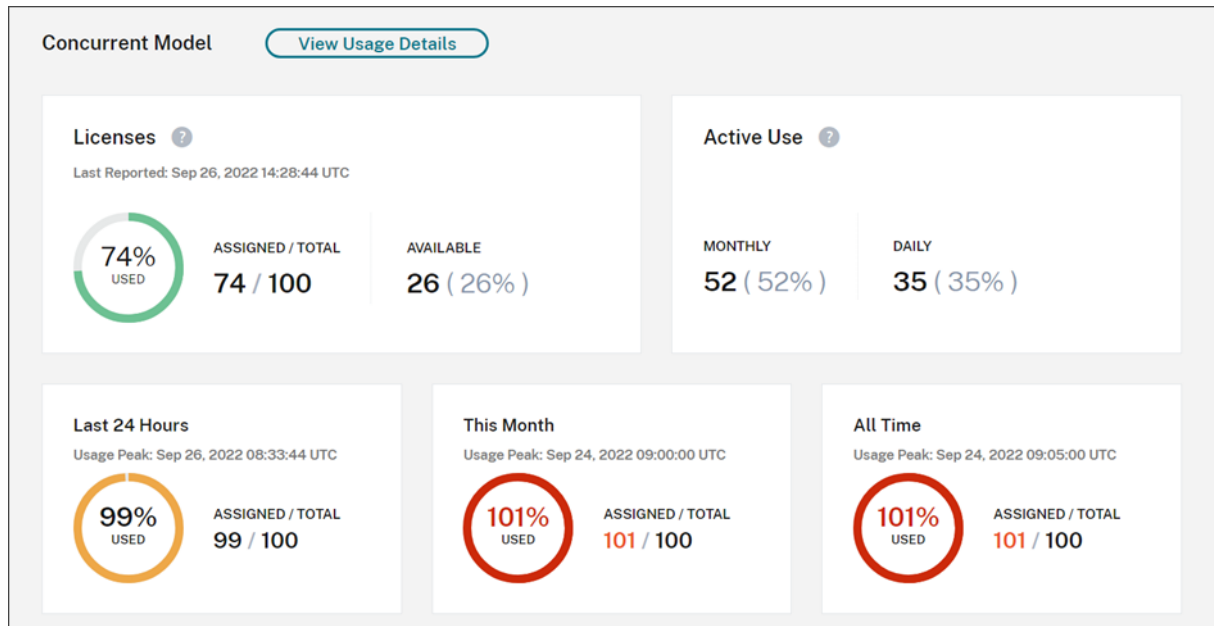 Concurrent Model
View Usage Details
Licenses ?
Last Reported: Sep 26, 2022 14:28:44 UTC
74%
USED
ASSIGNED / TOTAL
74 / 100
AVAILABLE
26 ( 26% )
Active Use ?
MONTHLY
52 ( 52% )
DAILY
35 ( 35% )
Last 24 Hours
Usage Peak: Sep 26, 2022 08:33:44 UTC
99%
USED
ASSIGNED / TOTAL
99 / 100
This Month
Usage Peak: Sep 24, 2022 09:00:00 UTC
101%
USED
ASSIGNED / TOTAL
101 / 100
All Time
Usage Peak: Sep 24, 2022 09:05:00 UTC
101%
USED
ASSIGNED / TOTAL
101 / 100